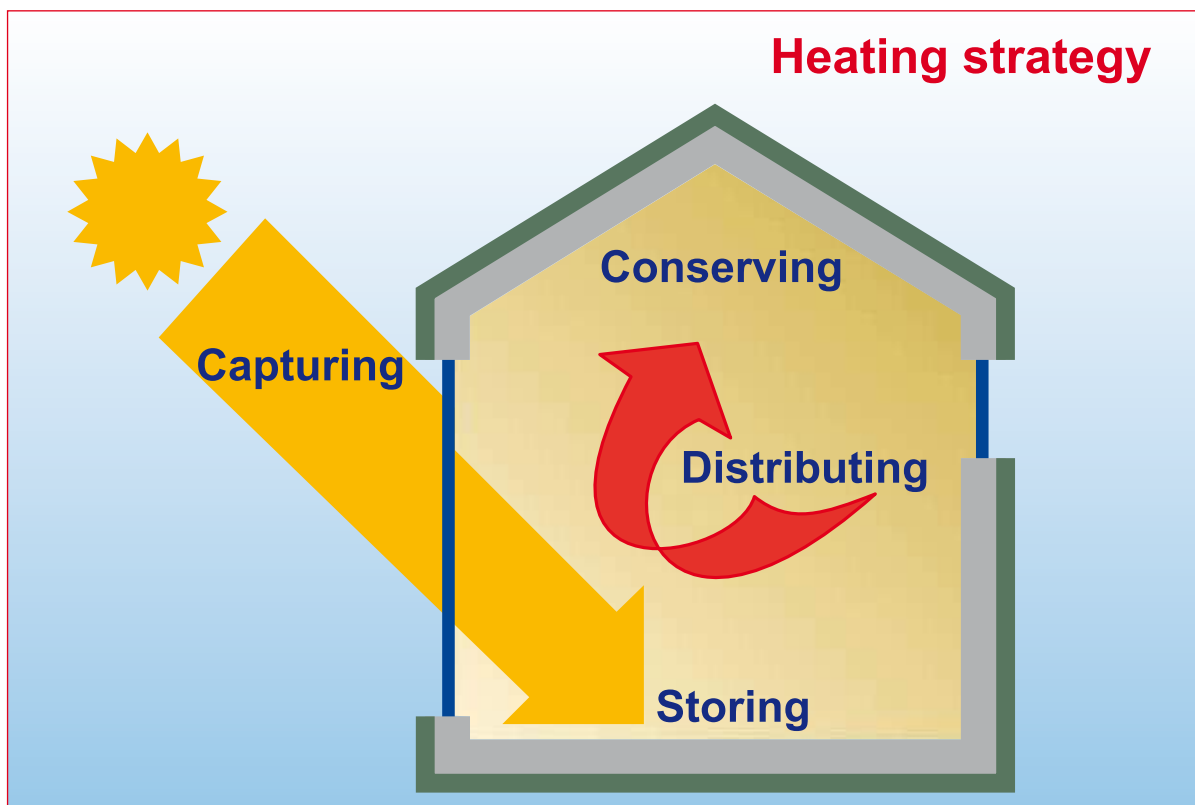 Heating strategy
Conserving
Capturing
Distributing
Storing